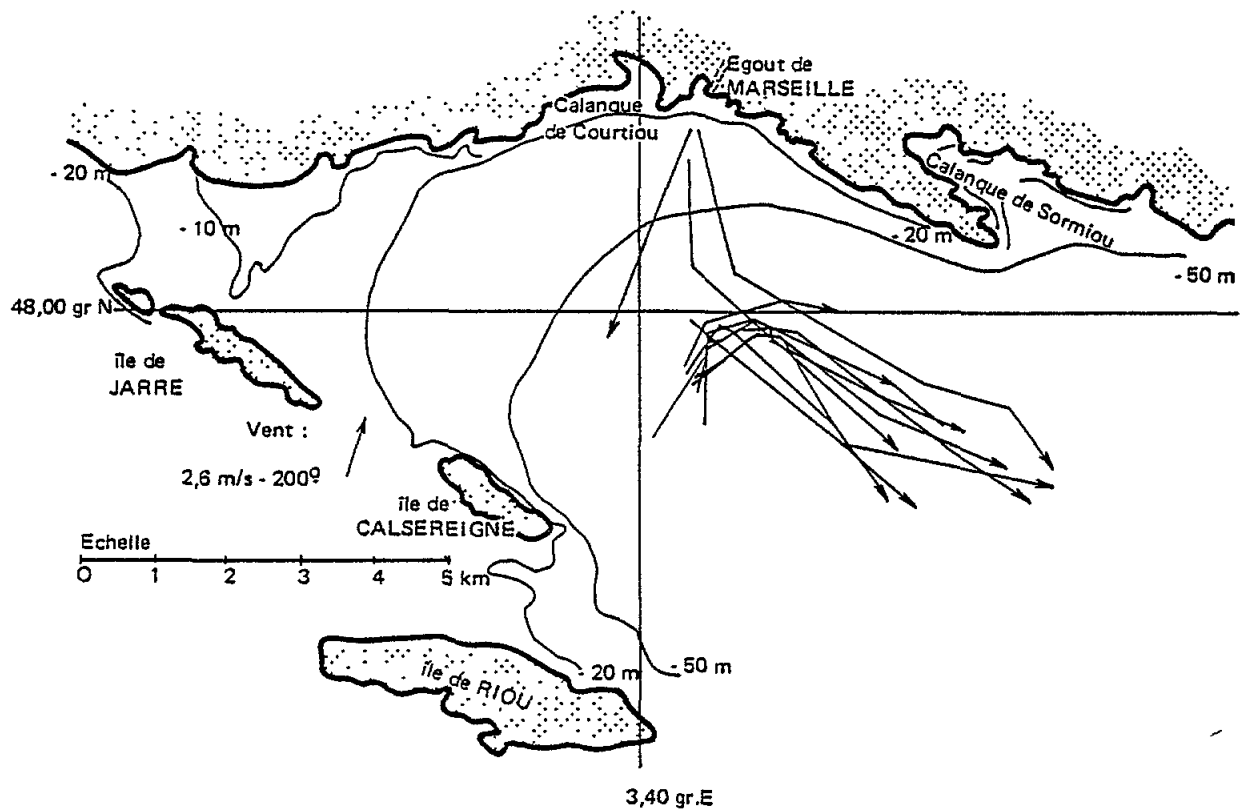 Egout de
MARSEILLE
Calanque
de Courtiou
Calanque de Sormiou
- 20 m
- 10 m
- 20 m
- 50 m
48,00 gr N
île de
JARRE
Vent :
2,6 m/s - 200º
île de
CALSEREIGNE
Echelle
0 1 2 3 4 5 km
île de RIOU
20 m
- 50 m
3,40 gr.E